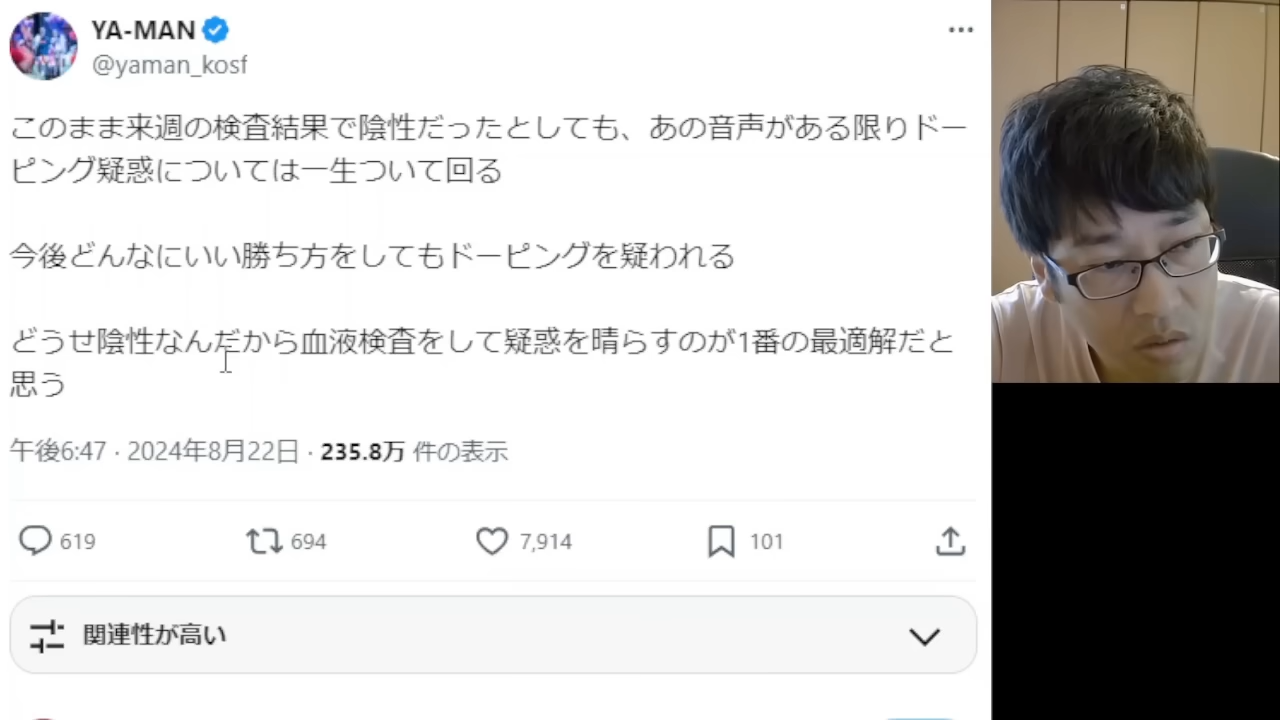 YA-MAN
@yaman_kosf
このまま来週の検査結果で陰性だったとしても、あの音声がある限りドー
ピング疑惑については一生ついて回る
今後どんなにいい勝ち方をしてもドーピングを疑われる
どうせ陰性なんだから血液検査をして疑惑を晴らすのが1番の最適解だと
思う
午後6:47 · 2024年8月22日 · 235.8万 件の表示
619 694 7,914 101
関連性が高い